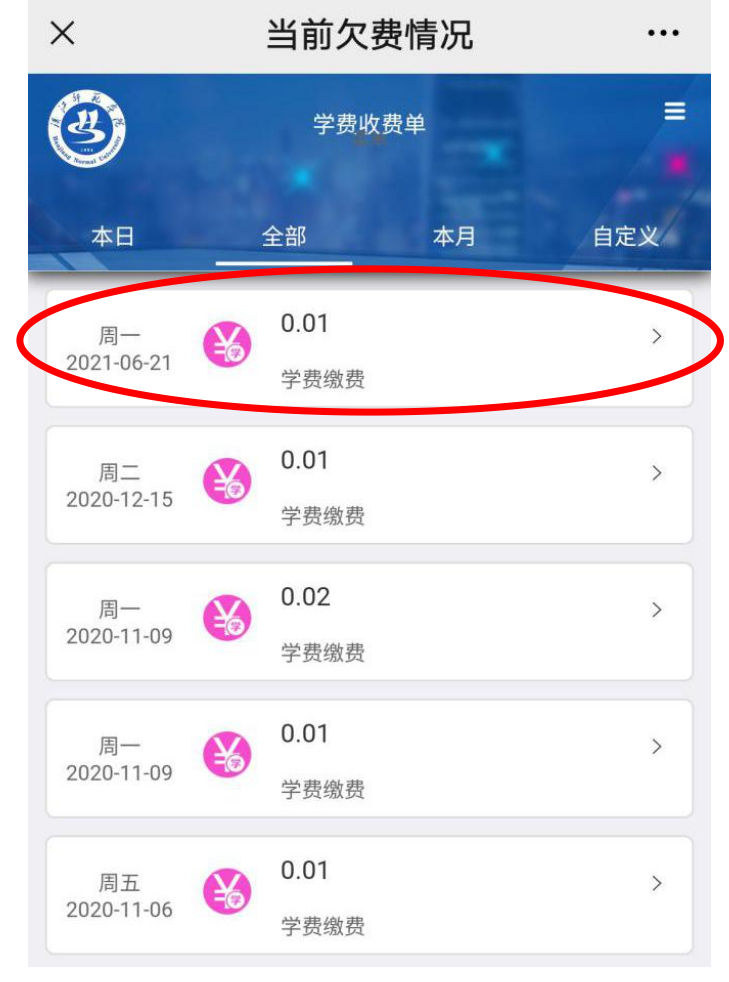 当前欠费情况
学费收费单
本日 全部 本月 自定义
周一
2021-06-21
0.01
学费缴费
周二
2020-12-15
0.01
学费缴费
周一
2020-11-09
0.02
学费缴费
周一
2020-11-09
0.01
学费缴费
周五
2020-11-06
0.01
学费缴费